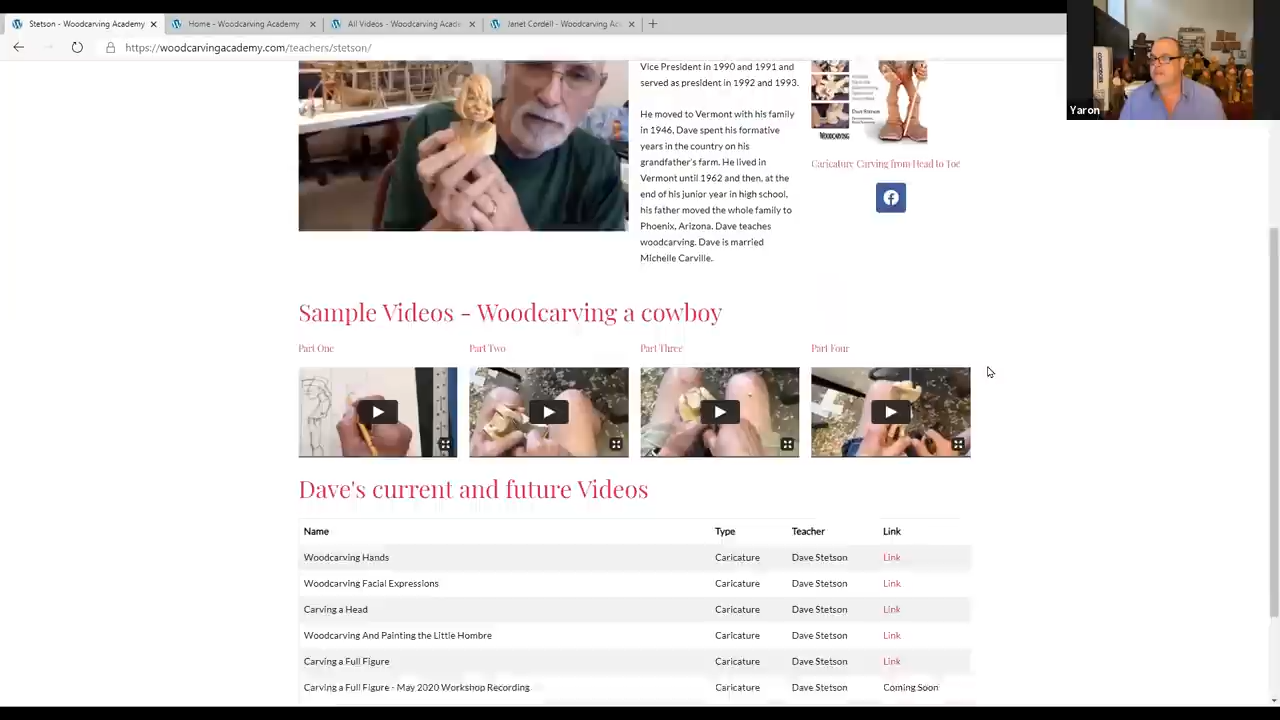 Stetson - Woodcarving Academy
Home - Woodcarving Academy
All Videos - Woodcarving Acade
Janet Cordell - Woodcarving Aca
https://woodcarvingacademy.com/teachers/stetson/
Yaron
Vice President in 1990 and 1991 and
served as president in 1992 and 1993.
He moved to Vermont with his family
in 1946, Dave spent his formative
years in the country on his
grandfather's farm. He lived in
Vermont until 1962 and then, at the
end of his junior year in high school,
his father moved the whole family to
Phoenix, Arizona. Dave teaches
woodcarving. Dave is married
Michelle Carville.
Dave Stetson
WOODCARVING
Caricature Carving from Head to Toe
Sample Videos - Woodcarving a cowboy
Part One Part Two Part Three Part Four
Dave's current and future Videos
Name Type Teacher Link
Woodcarving Hands Caricature Dave Stetson Link
Woodcarving Facial Expressions Caricature Dave Stetson Link
Carving a Head Caricature Dave Stetson Link
Woodcarving And Painting the Little Hombre Caricature Dave Stetson Link
Carving a Full Figure Caricature Dave Stetson Link
Carving a Full Figure - May 2020 Workshop Recording Caricature Dave Stetson Coming Soon